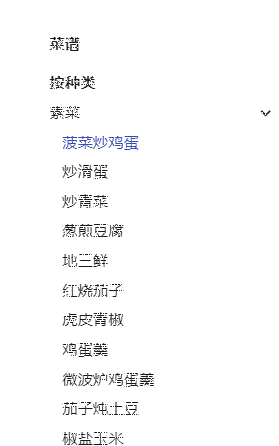 菜谱
按种类
素菜
菠菜炒鸡蛋
炒滑蛋
炒青菜
葱煎豆腐
地三鲜
红烧茄子
虎皮青椒
鸡蛋羹
微波炉鸡蛋羹
茄子炖土豆
椒盐玉米